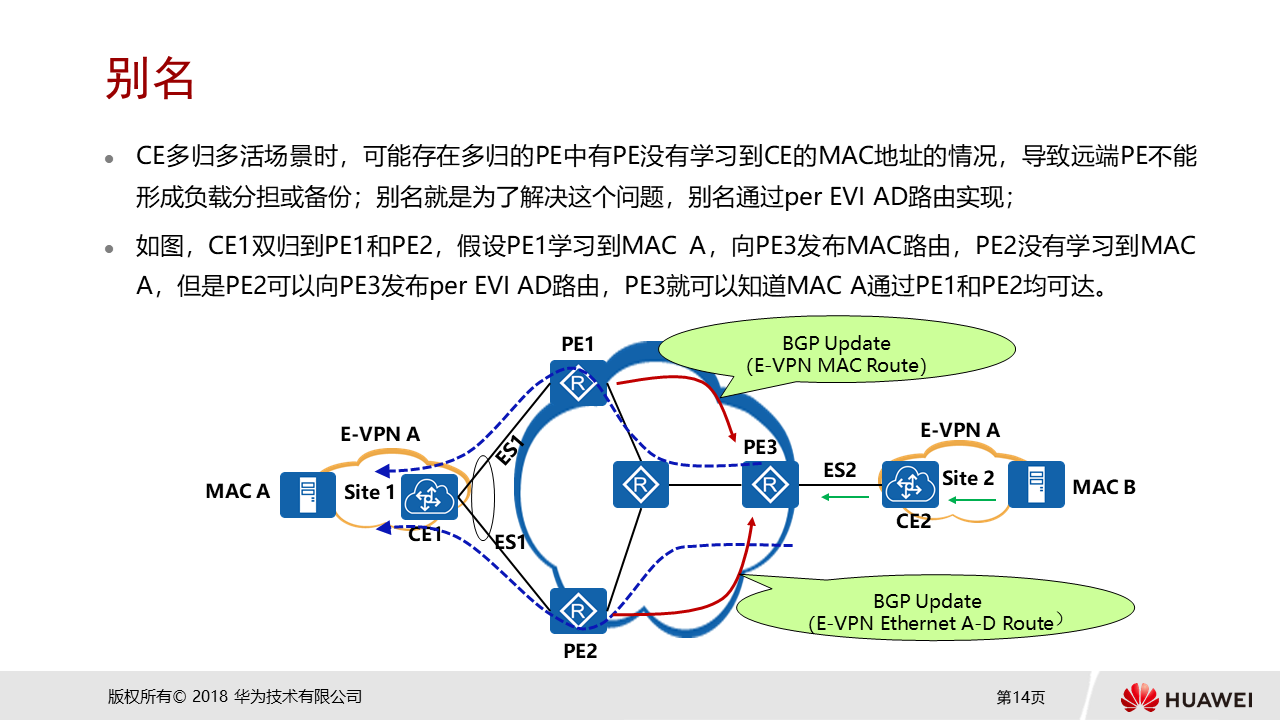 别名
CE多归多活场景时，可能存在多归的PE中有PE没有学习到CE的MAC地址的情况，导致远端PE不能
形成负载分担或备份；别名就是为了解决这个问题，别名通过per EVI AD路由实现；
如图，CE1双归到PE1和PE2，假设PE1学习到MAC A，向PE3发布MAC路由，PE2没有学习到MAC
A，但是PE2可以向PE3发布per EVI AD路由，PE3就可以知道MAC A通过PE1和PE2均可达。
PE1
BGP Update
(E-VPN MAC Route)
E-VPN A
E-VPN A
ES1
PE3
R
R
R
R
ES2
MAC A
Site 1
Site 2
MAC B
CE1
CE2
ES1
BGP Update
(E-VPN Ethernet A-D Route）
PE2
版权所有© 2018 华为技术有限公司
第14页
HUAWEI